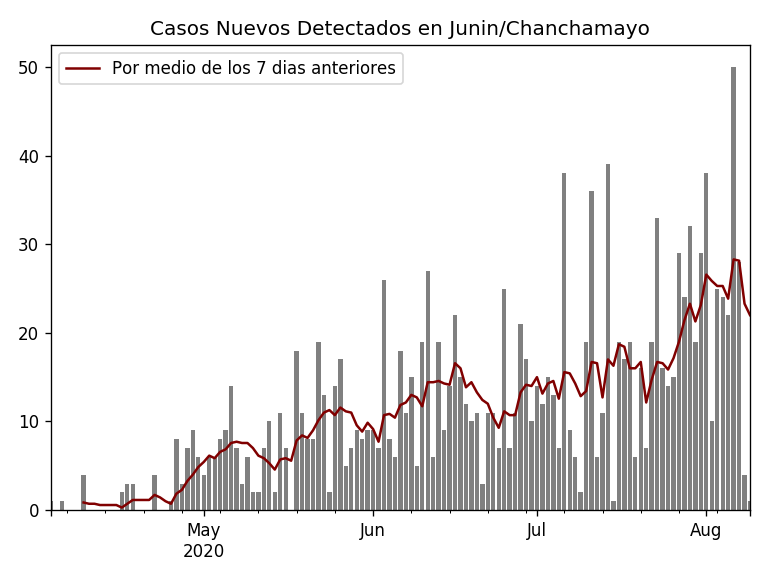 Casos Nuevos Detectados en Junin/Chanchamayo
Por medio de los 7 dias anteriores
50
40
30
20
10
0
May
2020
Jun
Jul
Aug